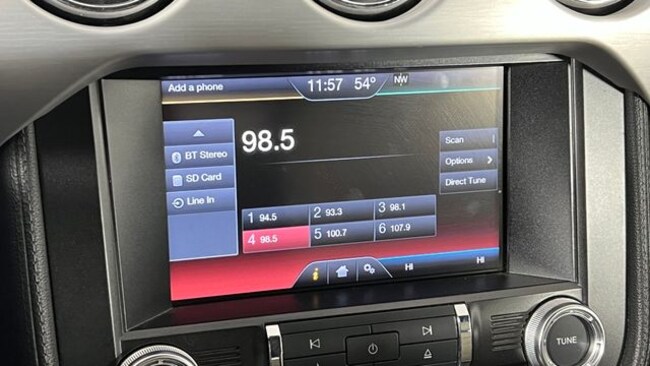 Add a phone 11:57 54° NW
98.5
BT Stereo
SD Card
Line In
Scan
Options
Direct Tune
1 94.5 2 93.3 3 98.1
4 98.5 5 100.7 6 107.9
i HI HI
TUNE